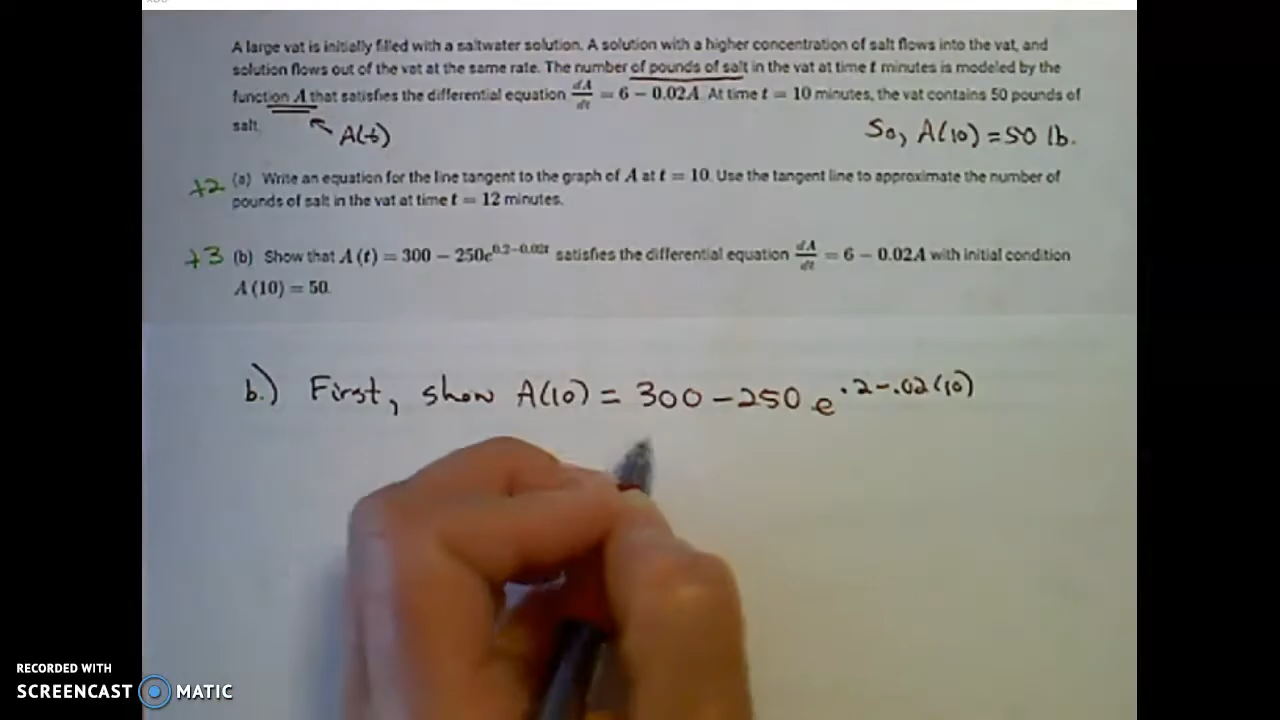 A large vat is initially filled with a saltwater solution. A solution with a higher concentration of salt flows into the vat, and
solution flows out of the vat at the same rate. The number of pounds of salt in the vat at time t minutes is modeled by the
function A that satisfies the differential equation dA/dt = 6 − 0.02A. At time t = 10 minutes, the vat contains 50 pounds of
salt.
A(t)
So, A(10) = 50 lb.
+2 (a) Write an equation for the line tangent to the graph of A at t = 10. Use the tangent line to approximate the number of
pounds of salt in the vat at time t = 12 minutes.
+3 (b) Show that A (t) = 300 − 250e^{0.2−0.02t} satisfies the differential equation dA/dt = 6 − 0.02A with initial condition
A (10) = 50.
b.) First, show A(10) = 300 − 250 e^{.2−.02(10)}
RECORDED WITH
SCREENCAST MATIC